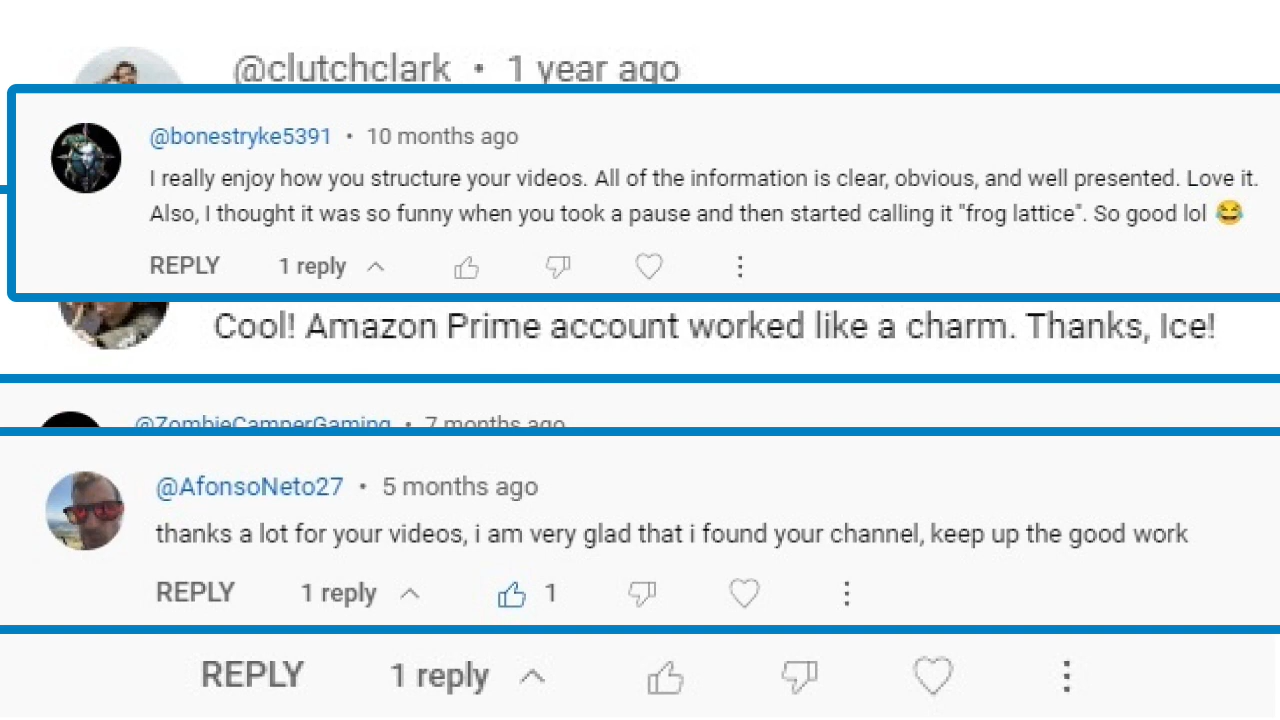 @clutchclark • 1 year ago
@bonestryke5391 • 10 months ago
I really enjoy how you structure your videos. All of the information is clear, obvious, and well presented. Love it.
Also, I thought it was so funny when you took a pause and then started calling it "frog lattice". So good lol 😂
REPLY 1 reply
Cool! Amazon Prime account worked like a charm. Thanks, Ice!
@ZombieCamperGaming • 7 months ago
@AfonsoNeto27 • 5 months ago
thanks a lot for your videos, i am very glad that i found your channel, keep up the good work
REPLY 1 reply 1
REPLY 1 reply